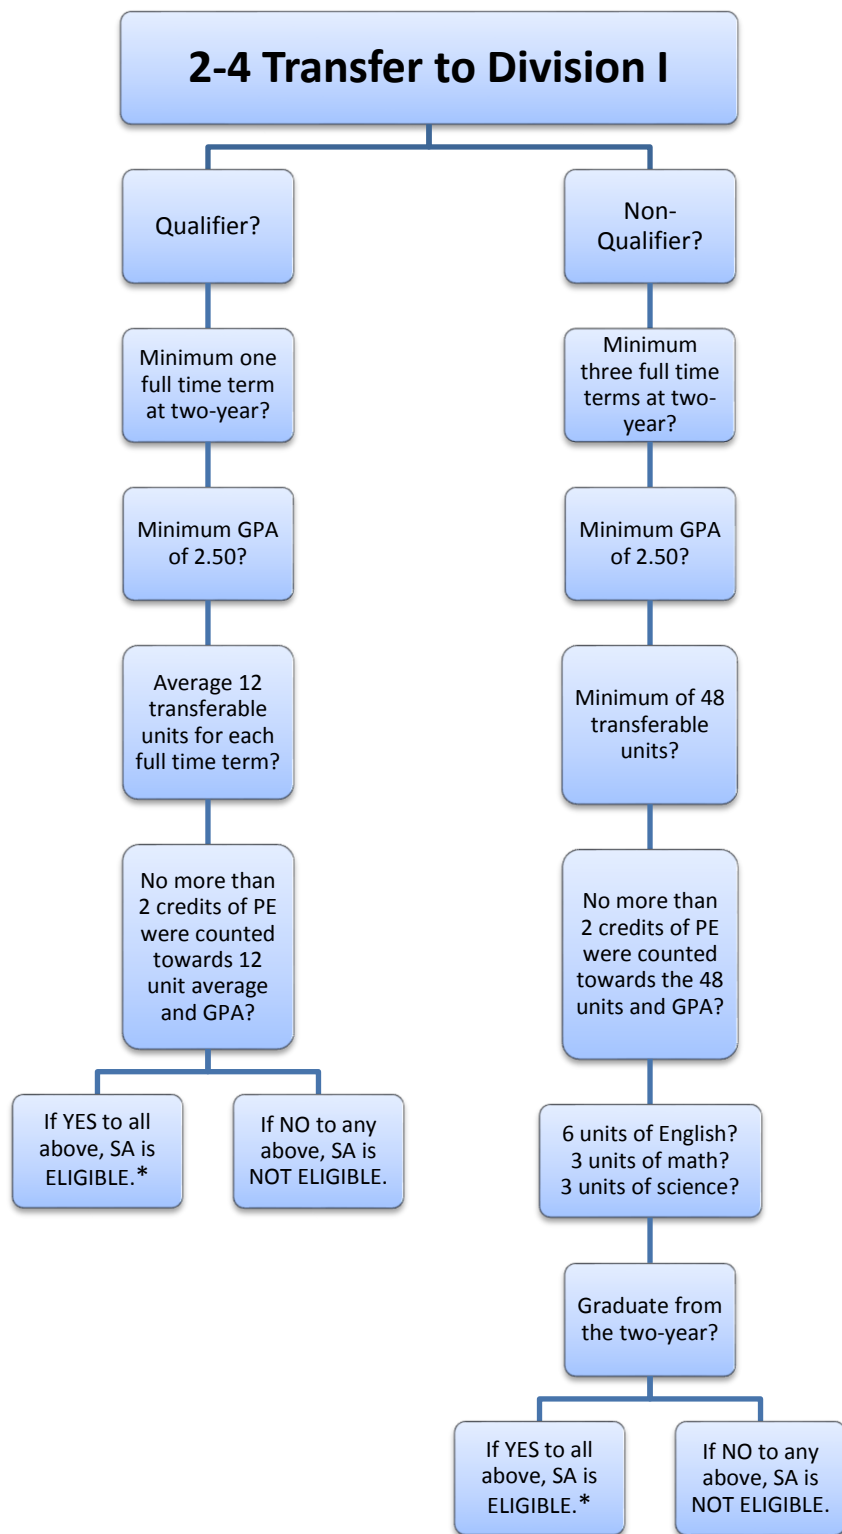 2-4 Transfer to Division I
Qualifier?
Minimum one
full time term
at two-year?
Minimum GPA
of 2.50?
Average 12
transferable
units for each
full time term?
No more than
2 credits of PE
were counted
towards 12
unit average
and GPA?
If YES to all
above, SA is
ELIGIBLE.*
If NO to any
above, SA is
NOT ELIGIBLE.
Non-
Qualifier?
Minimum
three full time
terms at two-
year?
Minimum GPA
of 2.50?
Minimum of 48
transferable
units?
No more than
2 credits of PE
were counted
towards the 48
units and GPA?
6 units of English?
3 units of math?
3 units of science?
Graduate from
the two-year?
If YES to all
above, SA is
ELIGIBLE.*
If NO to any
above, SA is
NOT ELIGIBLE.